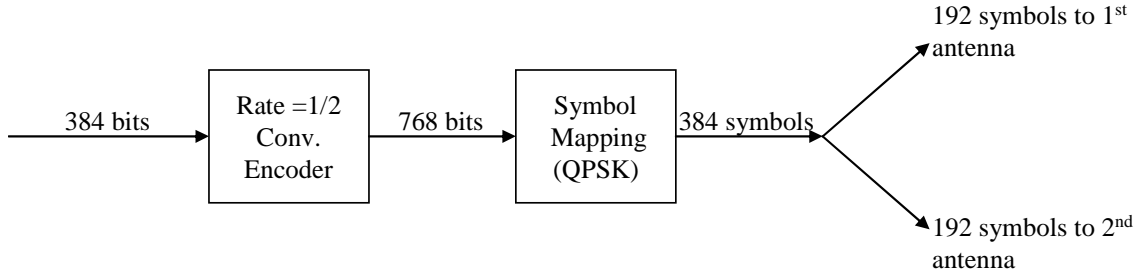 384 bits
Rate =1/2
Conv.
Encoder
768 bits
Symbol
Mapping
(QPSK)
384 symbols
192 symbols to 1st
antenna
192 symbols to 2nd
antenna